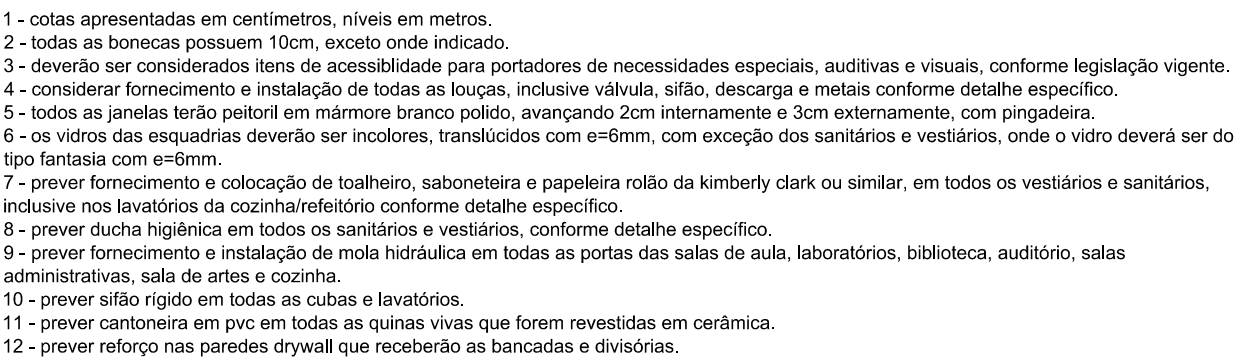 1 - cotas apresentadas em centímetros, níveis em metros.
2 - todas as bonecas possuem 10cm, exceto onde indicado.
3 - deverão ser considerados itens de acessiblidade para portadores de necessidades especiais, auditivas e visuais, conforme legislação vigente.
4 - considerar fornecimento e instalação de todas as louças, inclusive válvula, sifão, descarga e metais conforme detalhe específico.
5 - todos as janelas terão peitoril em mármore branco polido, avançando 2cm internamente e 3cm externamente, com pingadeira.
6 - os vidros das esquadrias deverão ser incolores, translúcidos com e=6mm, com exceção dos sanitários e vestiários, onde o vidro deverá ser do
tipo fantasia com e=6mm.
7 - prever fornecimento e colocação de toalheiro, saboneteira e papeleira rolão da kimberly clark ou similar, em todos os vestiários e sanitários,
inclusive nos lavatórios da cozinha/refeitório conforme detalhe específico.
8 - prever ducha higiênica em todos os sanitários e vestiários, conforme detalhe específico.
9 - prever fornecimento e instalação de mola hidráulica em todas as portas das salas de aula, laboratórios, biblioteca, auditório, salas
administrativas, sala de artes e cozinha.
10 - prever sifão rígido em todas as cubas e lavatórios.
11 - prever cantoneira em pvc em todas as quinas vivas que forem revestidas em cerâmica.
12 - prever reforço nas paredes drywall que receberão as bancadas e divisórias.